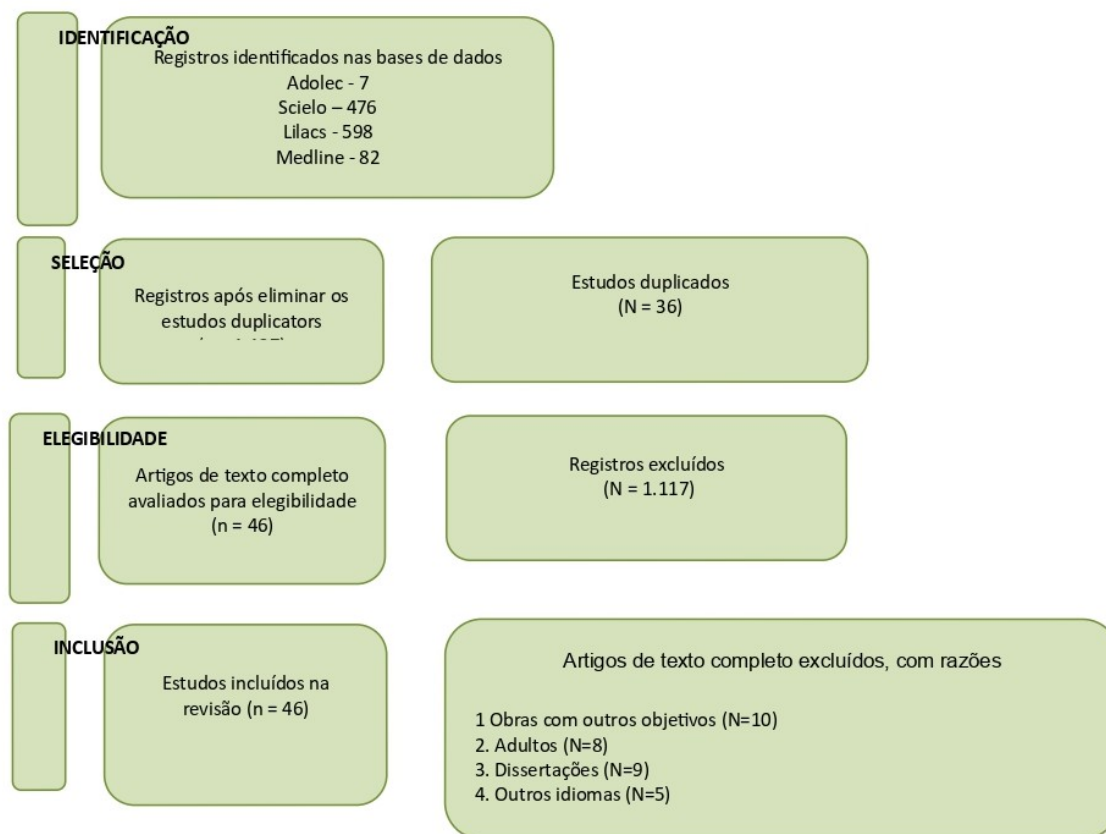 IDENTIFICAÇÃO
Registros identificados nas bases de dados
Adolec - 7
Scielo – 476
Lilacs - 598
Medline - 82
SELEÇÃO
Registros após eliminar os
estudos duplicators
Estudos duplicados
(N = 36)
ELEGIBILIDADE
Artigos de texto completo
avaliados para elegibilidade
(n = 46)
Registros excluídos
(N = 1.117)
INCLUSÃO
Estudos incluídos na
revisão (n = 46)
Artigos de texto completo excluídos, com razões
1 Obras com outros objetivos (N=10)
2. Adultos (N=8)
3. Dissertações (N=9)
4. Outros idiomas (N=5)